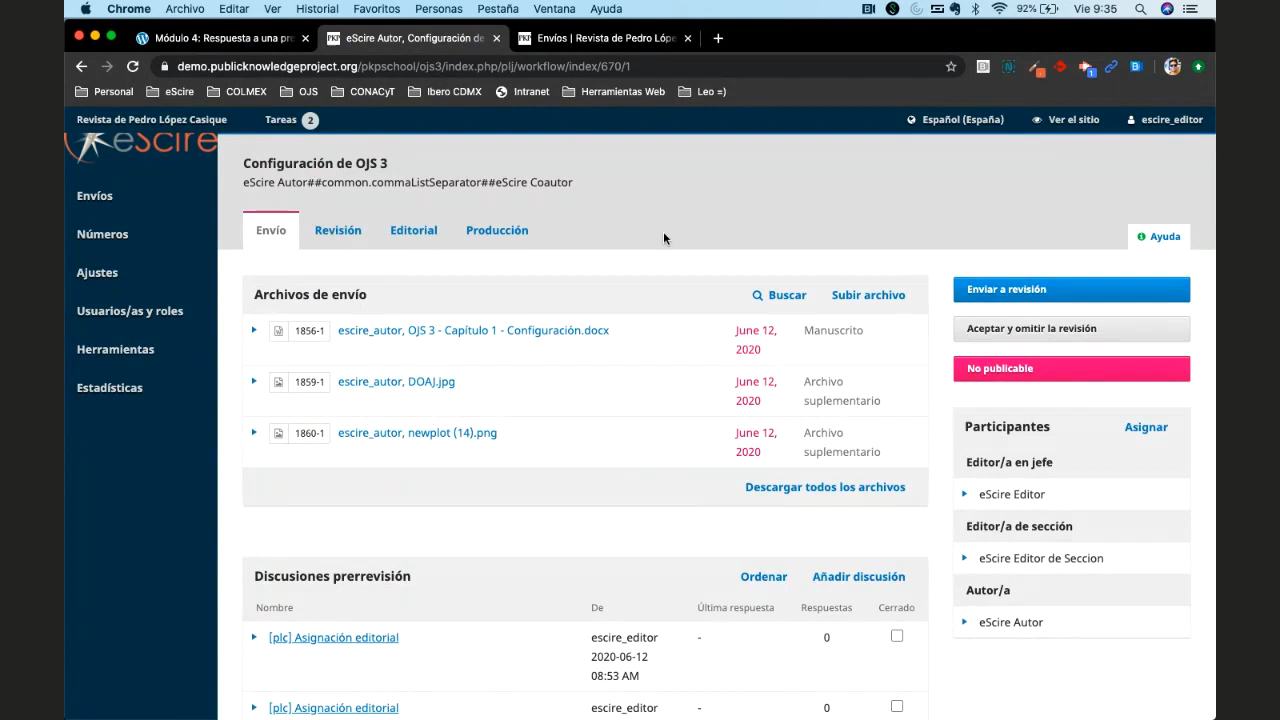 Chrome Archivo Editar Ver Historial Favoritos Personas Pestaña Ventana Ayuda 92% Vie 9:35
Módulo 4: Respuesta a una pro
eScire Autor, Configuración de
Envíos | Revista de Pedro Lópe
demo.publicknowledgeproject.org/pkpschool/ojs3/index.php/plj/workflow/index/670/1
Personal eScire COLMEX OJS CONACyT Ibero CDMX Intranet Herramientas Web Leo =)
Revista de Pedro López Casique Tareas 2 Español (España) Ver el sitio escire_editor
eScire
Envíos
Números
Ajustes
Usuarios/as y roles
Herramientas
Estadísticas
Configuración de OJS 3
eScire Autor##common.commaListSeparator##eScire Coautor
Envío Revisión Editorial Producción
Ayuda
Archivos de envío Buscar Subir archivo
1856-1 escire_autor, OJS 3 - Capítulo 1 - Configuración.docx June 12, 2020 Manuscrito
1859-1 escire_autor, DOAJ.jpg June 12, 2020 Archivo suplementario
1860-1 escire_autor, newplot (14).png June 12, 2020 Archivo suplementario
Descargar todos los archivos
Discusiones prerrevisión Ordenar Añadir discusión
Nombre De Última respuesta Respuestas Cerrado
[plc] Asignación editorial escire_editor - 0
2020-06-12
08:53 AM
[plc] Asignación editorial escire_editor - 0
Enviar a revisión
Aceptar y omitir la revisión
No publicable
Participantes Asignar
Editor/a en jefe
eScire Editor
Editor/a de sección
eScire Editor de Seccion
Autor/a
eScire Autor